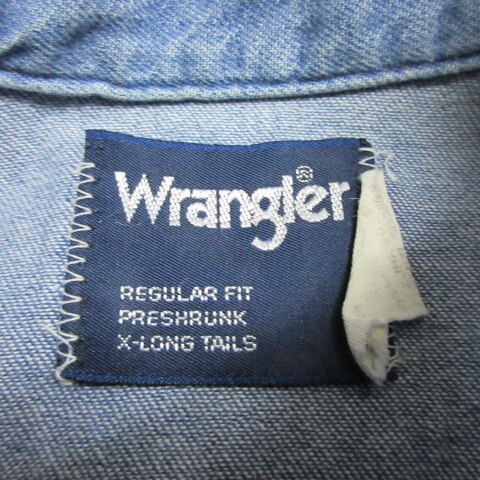 Wrangler®
REGULAR FIT
PRESHRUNK
X-LONG TAILS